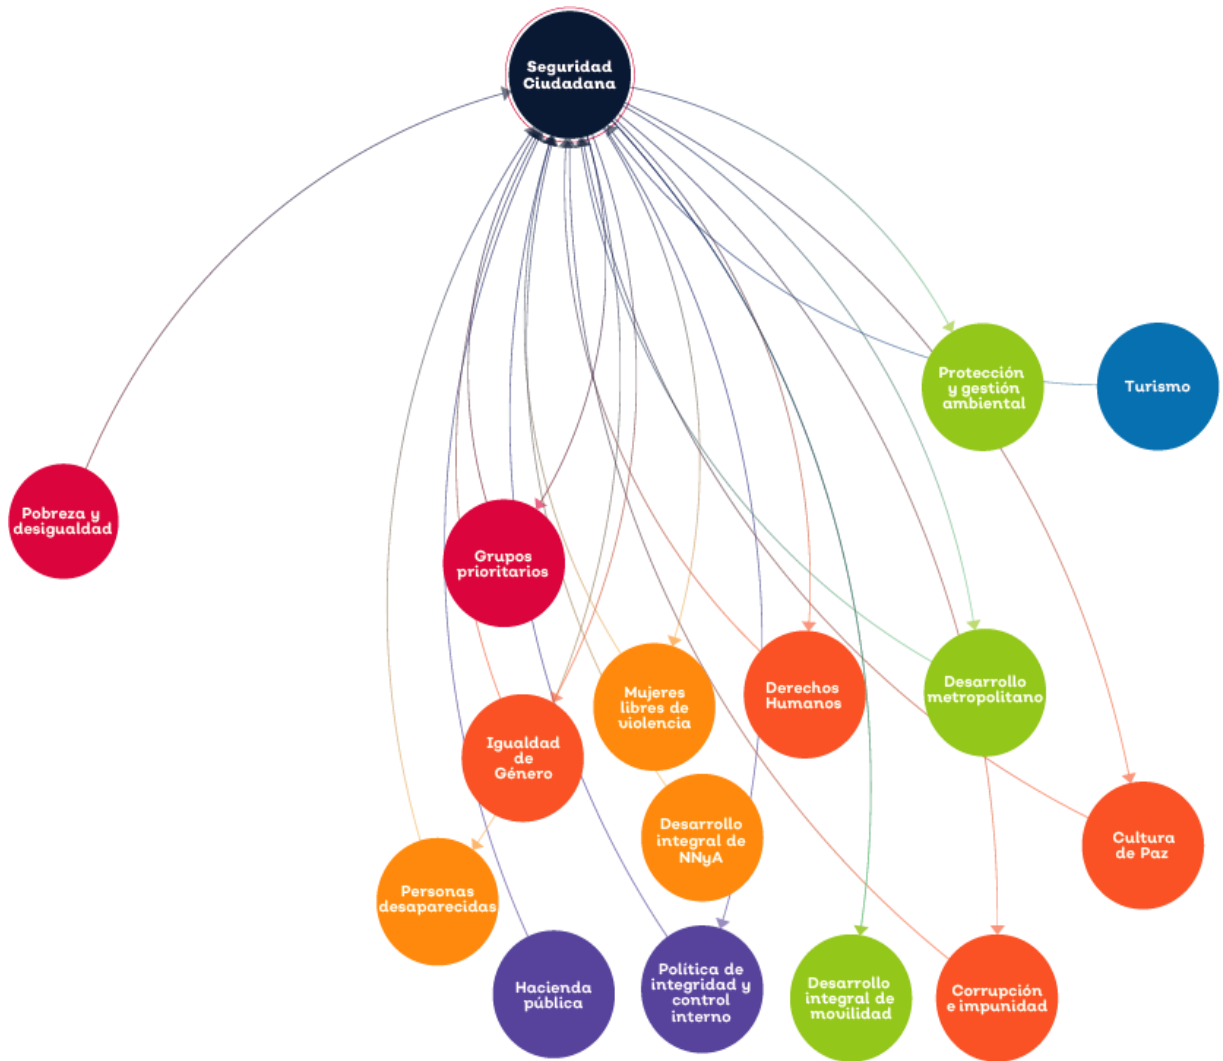 Seguridad
Ciudadana
Protección
y gestión
ambiental
Turismo
Pobreza y
desigualdad
Grupos
prioritarios
Mujeres
libres de
violencia
Derechos
Humanos
Desarrollo
metropolitano
Igualdad
de
Género
Desarrollo
integral de
NNyA
Cultura
de Paz
Personas
desaparecidas
Hacienda
pública
Política de
integridad y
control
interno
Desarrollo
integral de
movilidad
Corrupción
e impunidad